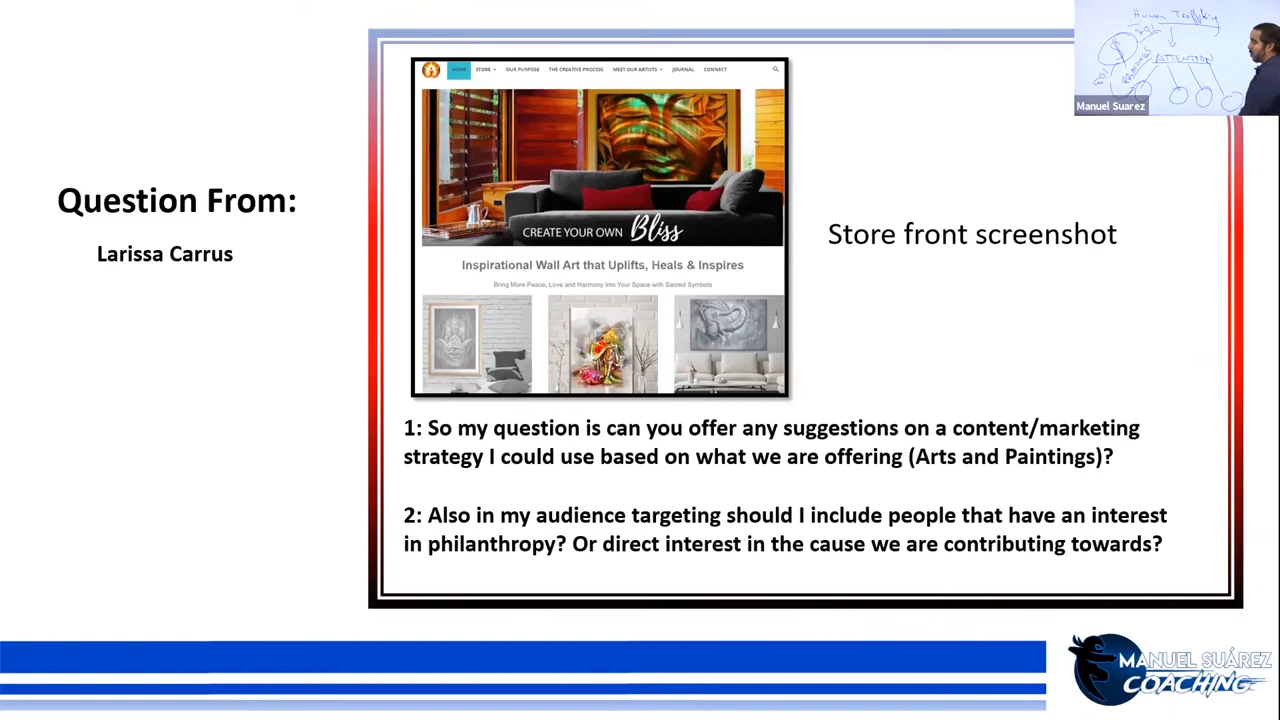 Human Trafficking
ATTENTION
Manuel Suarez
HOME STORE OUR PURPOSE THE CREATIVE PROCESS MEET OUR ARTISTS JOURNAL CONNECT
CREATE YOUR OWN Bliss
Inspirational Wall Art that Uplifts, Heals & Inspires
Bring More Peace, Love and Harmony into Your Space with Sacred Symbols
Question From:
Larissa Carrus
Store front screenshot
1: So my question is can you offer any suggestions on a content/marketing
strategy I could use based on what we are offering (Arts and Paintings)?
2: Also in my audience targeting should I include people that have an interest
in philanthropy? Or direct interest in the cause we are contributing towards?
MANUEL SUÁREZ
COACHING